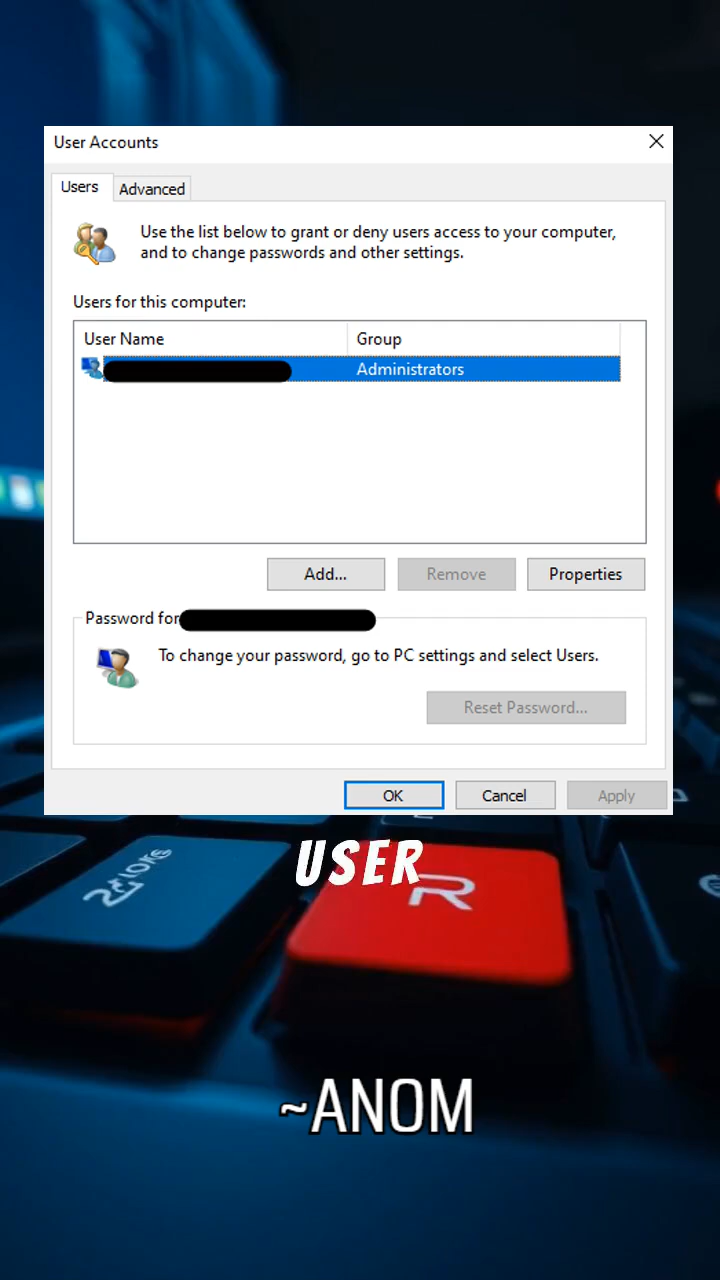 User Accounts
Users
Advanced
Use the list below to grant or deny users access to your computer,
and to change passwords and other settings.
Users for this computer:
User Name
Group
Administrators
Add...
Remove
Properties
Password for
To change your password, go to PC settings and select Users.
Reset Password...
OK
Cancel
Apply
USER
R
~ANOM